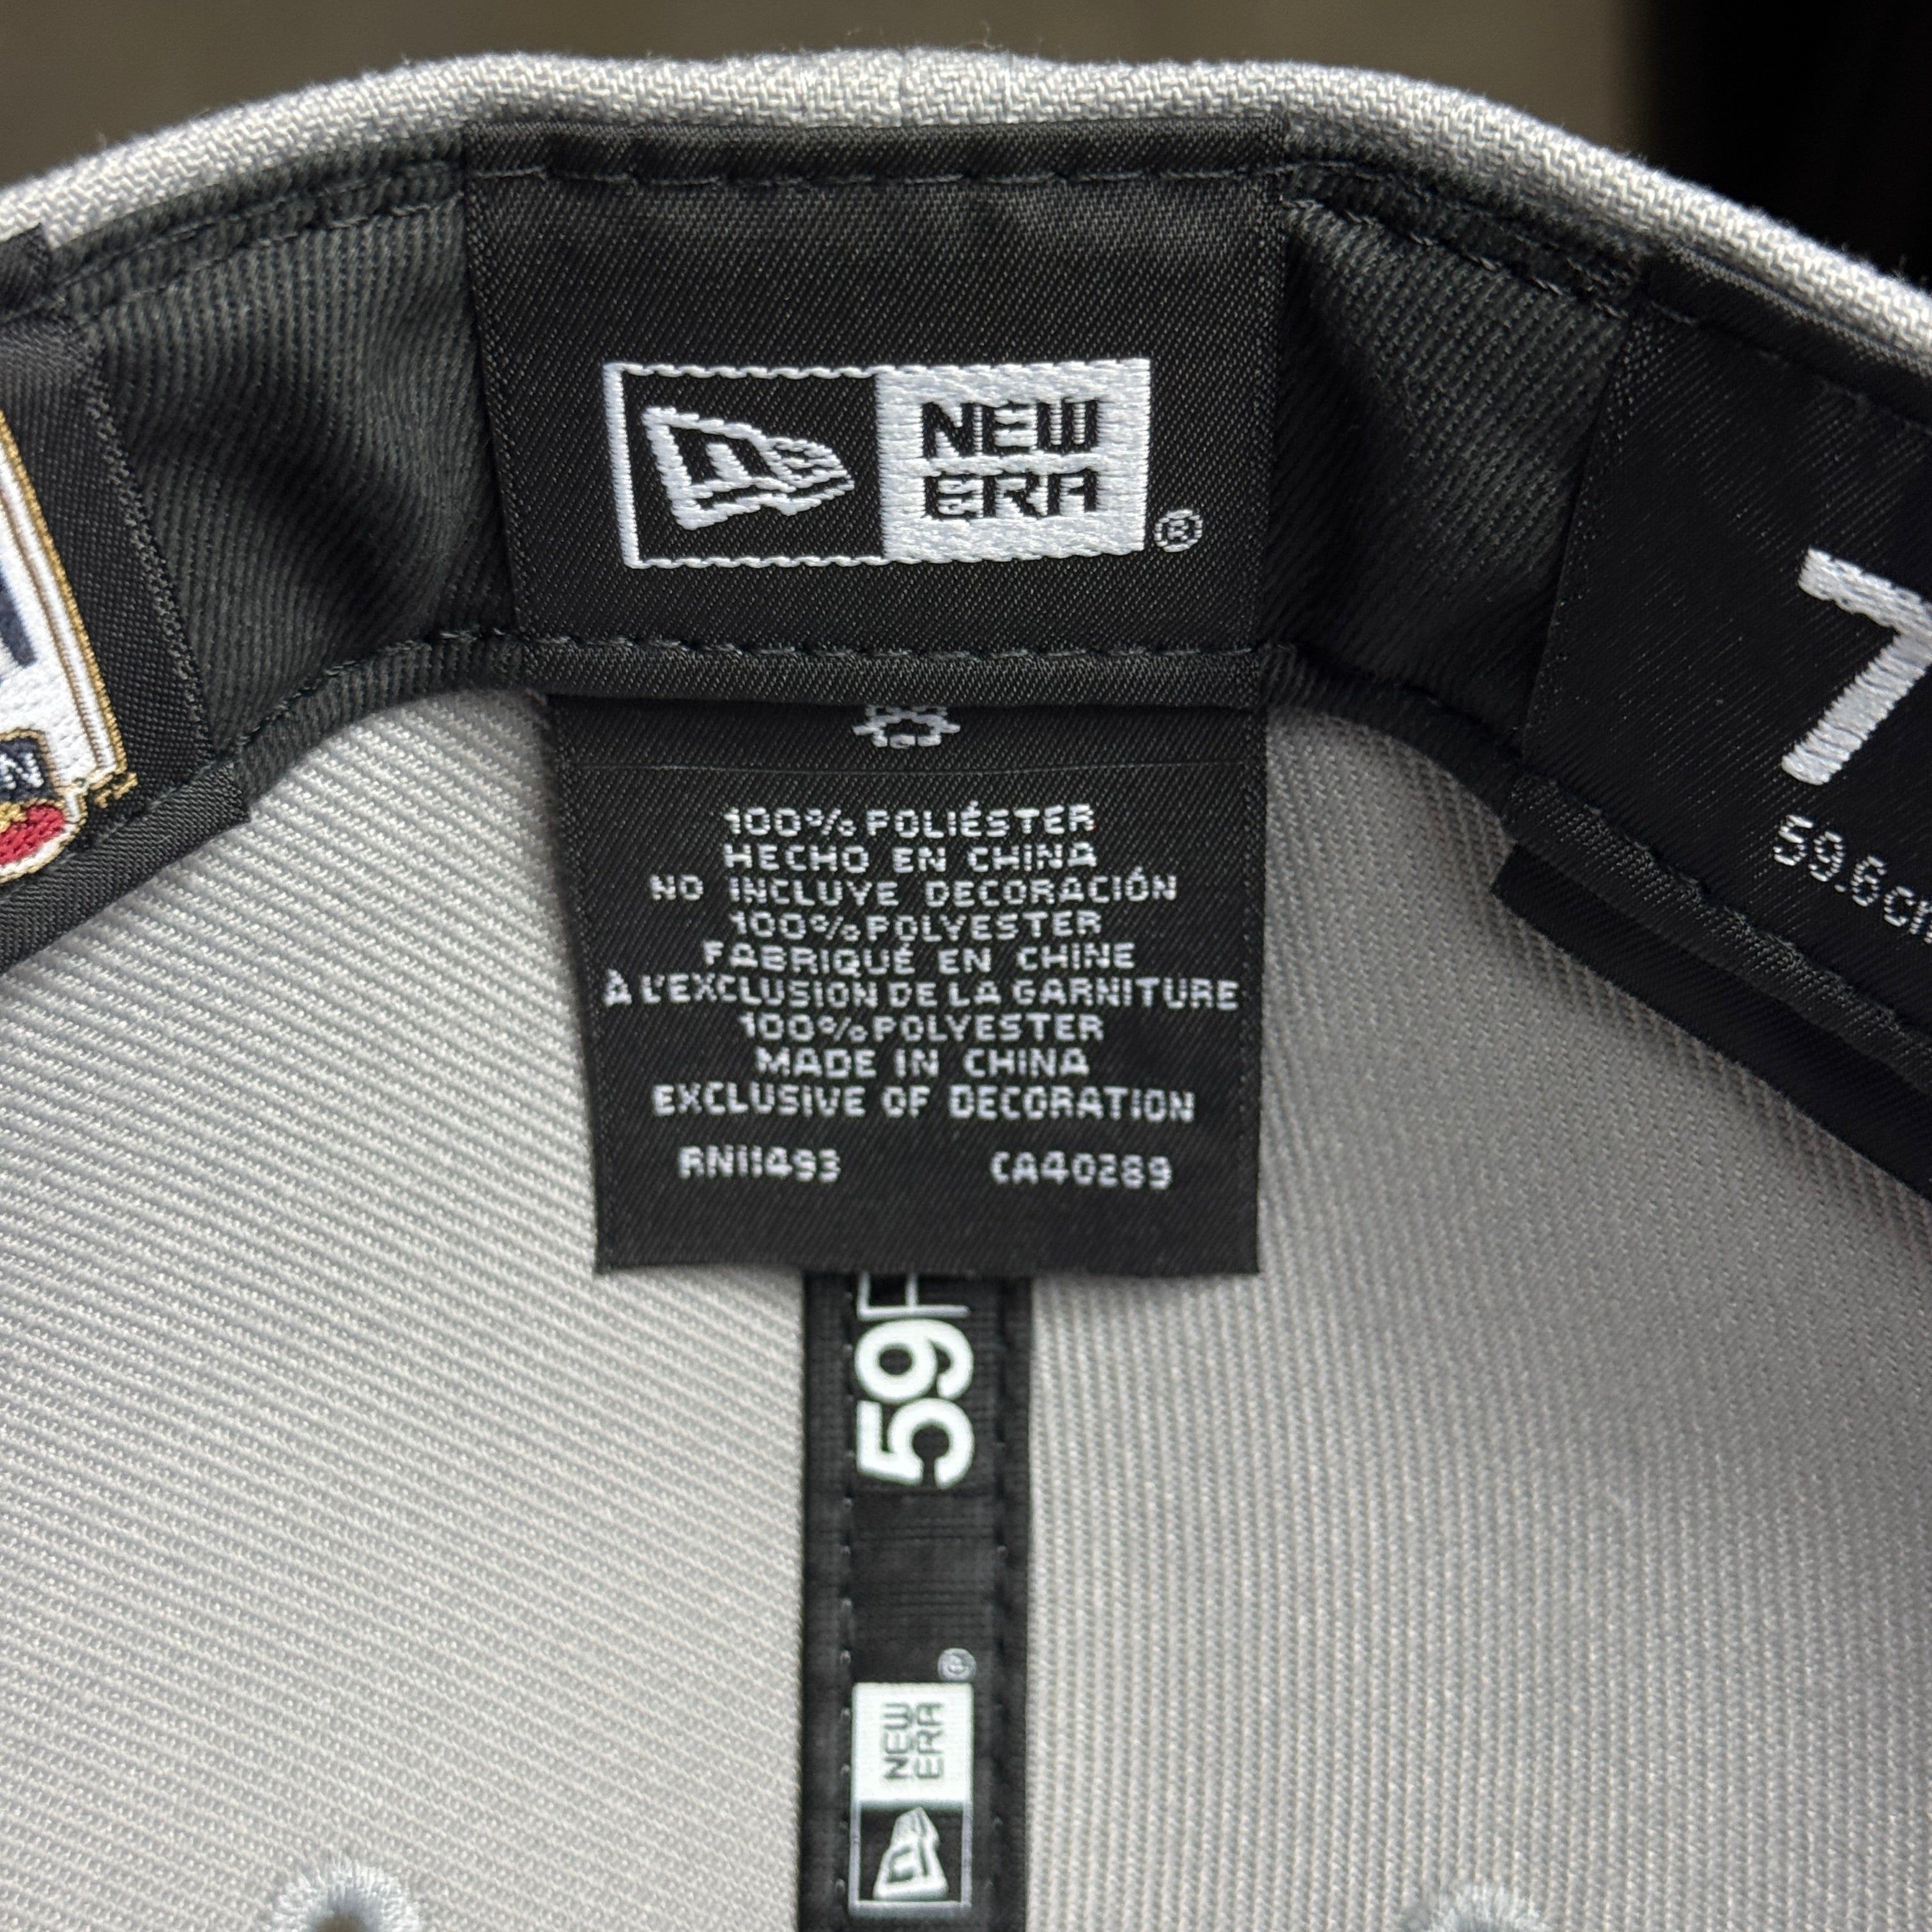 NEW
ERA
®
7
59.6cm
100% POLIÉSTER
HECHO EN CHINA
NO INCLUYE DECORACIÓN
100% POLYESTER
FABRIQUÉ EN CHINE
À L'EXCLUSION DE LA GARNITURE
100% POLYESTER
MADE IN CHINA
EXCLUSIVE OF DECORATION
RN11493 CA40289
59F
NEW
ERA
®